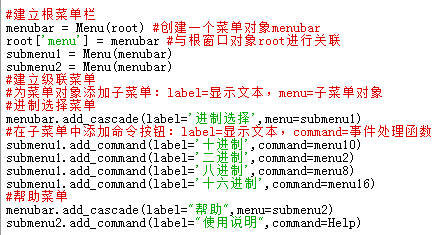 #建立根菜单栏
menubar = Menu(root) #创建一个菜单对象menubar
root['menu'] = menubar #与根窗口对象root进行关联
submenu1 = Menu(menubar)
submenu2 = Menu(menubar)
#建立级联菜单
#为菜单对象添加子菜单：label=显示文本，menu=子菜单对象
#进制选择菜单
menubar.add_cascade(label='进制选择',menu=submenu1)
#在子菜单中添加命令按钮：label=显示文本，command=事件处理函数
submenu1.add_command(label='十进制',command=menu10)
submenu1.add_command(label='二进制',command=menu2)
submenu1.add_command(label='八进制',command=menu8)
submenu1.add_command(label='十六进制',command=menu16)
#帮助菜单
menubar.add_cascade(label="帮助",menu=submenu2)
submenu2.add_command(label="使用说明",command=Help)